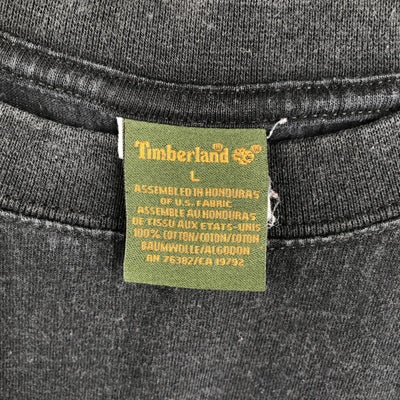 Timberland
L
ASSEMBLED IN HONDURAS
OF U.S. FABRIC
ASSEMBLE AU HONDURAS
DE TISSU AUX ETATS-UNIS
100% COTTON/COTON/COTON
BAUMWOLLE/ALGODON
RN 76382/CA 19792